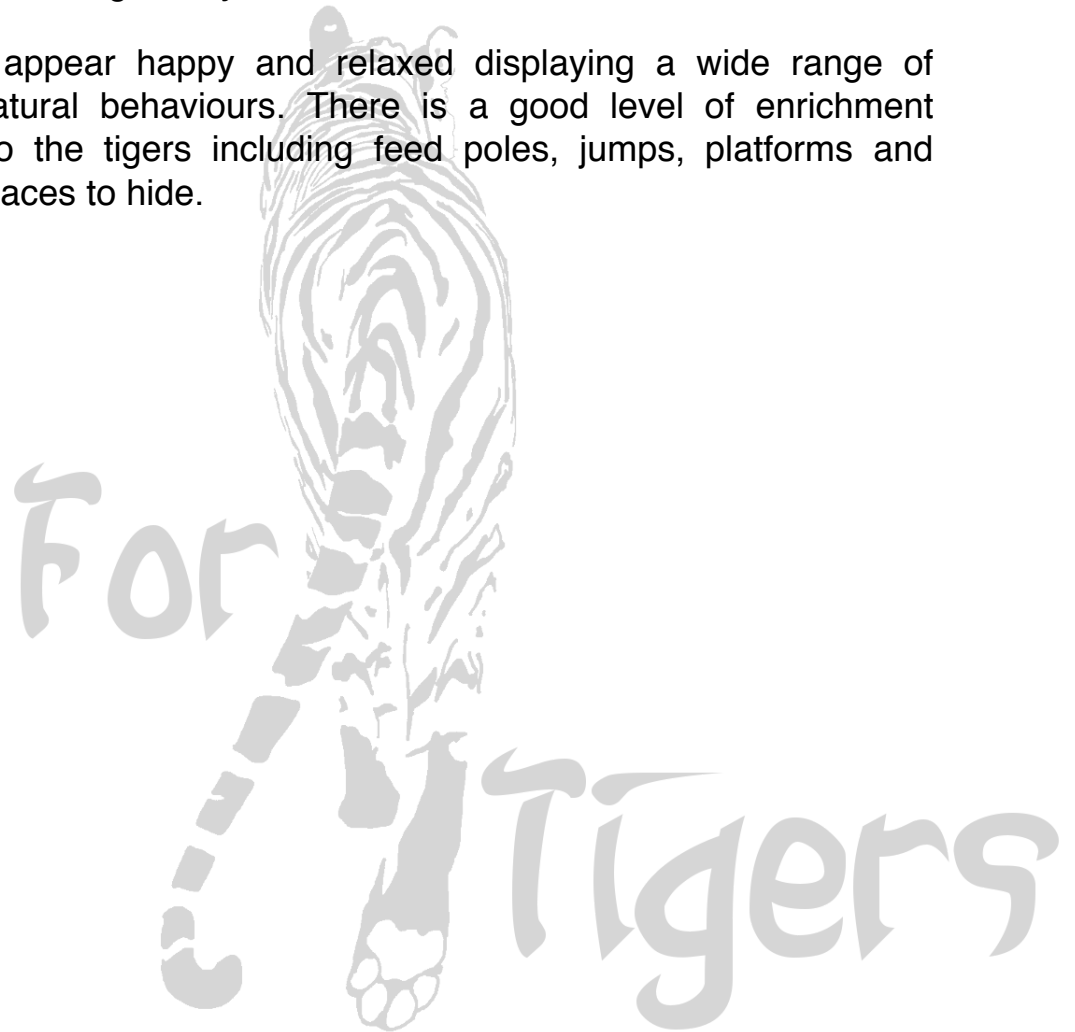 appear happy and relaxed displaying a wide range of
atural behaviours. There is a good level of enrichment
o the tigers including feed poles, jumps, platforms and
aces to hide.
For
Tigers